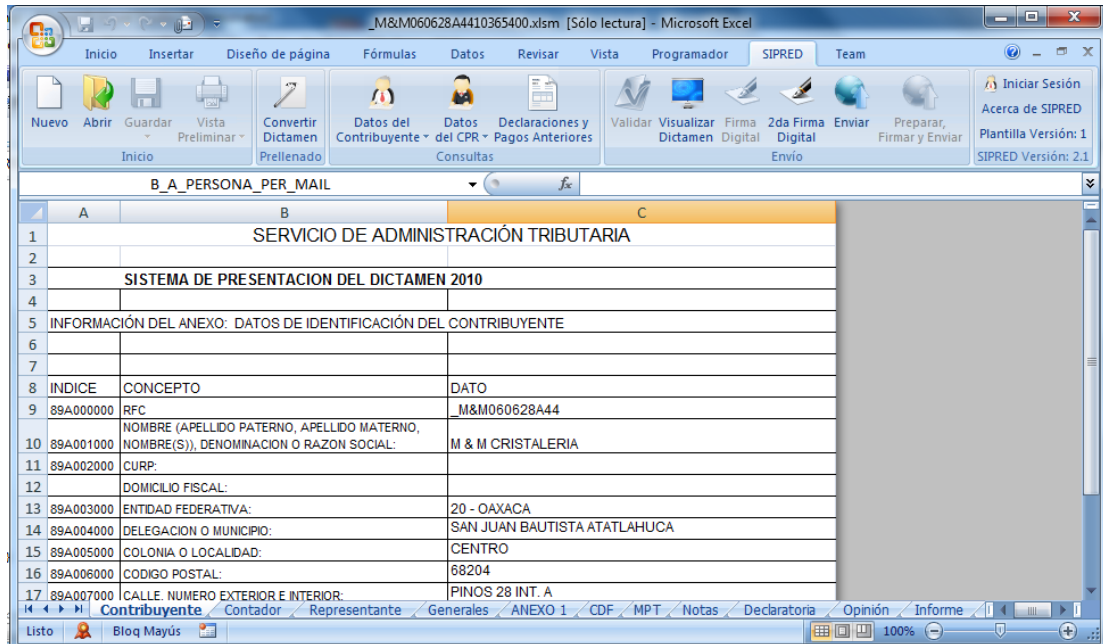 _M&M060628A4410365400.xlsm [Sólo lectura] - Microsoft Excel
Inicio Insertar Diseño de página Fórmulas Datos Revisar Vista Programador SIPRED Team
Nuevo Abrir Guardar Vista Preliminar Convertir Dictamen Datos del Contribuyente Datos del CPR Declaraciones y Pagos Anteriores Validar Visualizar Dictamen Firma Digital 2da Firma Digital Enviar Preparar, Firmar y Enviar
Iniciar Sesión
Acerca de SIPRED
Plantilla Versión: 1
Inicio Prellenado Consultas Envío SIPRED Versión: 2.1
B_A_PERSONA_PER_MAIL fx
A B C
1 SERVICIO DE ADMINISTRACIÓN TRIBUTARIA
2
3 SISTEMA DE PRESENTACION DEL DICTAMEN 2010
4
5 INFORMACIÓN DEL ANEXO: DATOS DE IDENTIFICACIÓN DEL CONTRIBUYENTE
6
7
8 INDICE CONCEPTO DATO
9 89A000000 RFC _M&M060628A44
NOMBRE (APELLIDO PATERNO, APELLIDO MATERNO,
10 89A001000 NOMBRE(S)), DENOMINACION O RAZON SOCIAL: M & M CRISTALERIA
11 89A002000 CURP:
12 DOMICILIO FISCAL:
13 89A003000 ENTIDAD FEDERATIVA: 20 - OAXACA
14 89A004000 DELEGACION O MUNICIPIO: SAN JUAN BAUTISTA ATATLAHUCA
15 89A005000 COLONIA O LOCALIDAD: CENTRO
16 89A006000 CODIGO POSTAL: 68204
17 89A007000 CALLE, NUMERO EXTERIOR E INTERIOR: PINOS 28 INT. A
Contribuyente Contador Representante Generales ANEXO 1 CDF MPT Notas Declaratoria Opinión Informe
Listo Bloq Mayús 100%